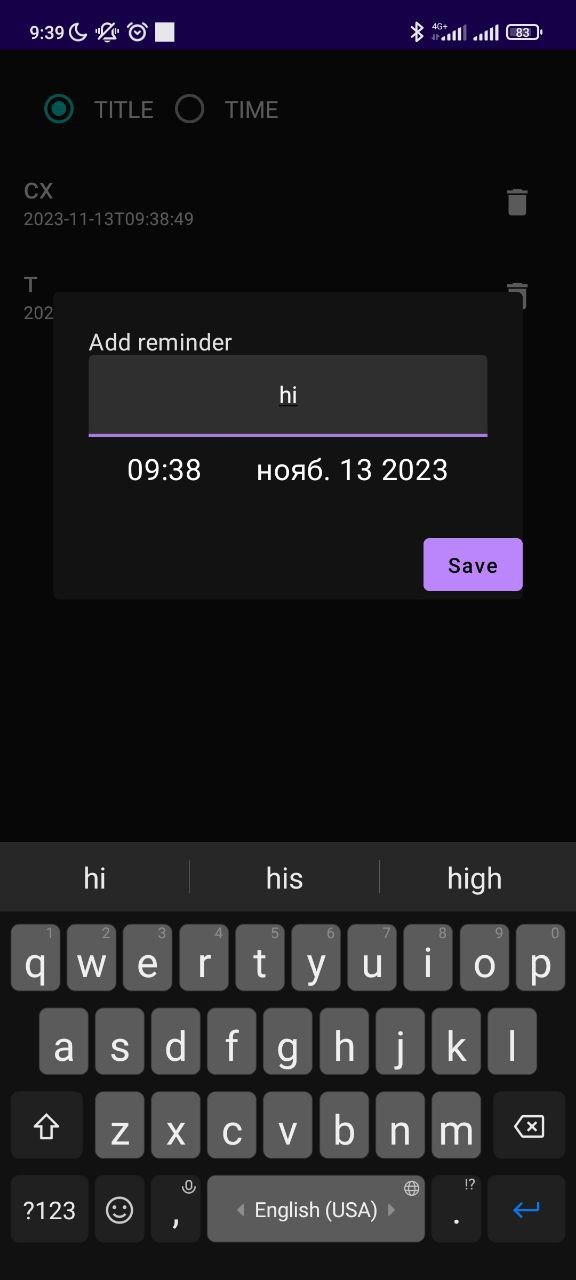 9:39 4G+ 83
TITLE TIME
CX
2023-11-13T09:38:49
T
202
Add reminder
hi
09:38 нояб. 13 2023
Save
hi his high
1 2 3 4 5 6 7 8 9 0
q w e r t y u i o p
a s d f g h j k l
z x c v b n m
!?
?123 , English (USA) .